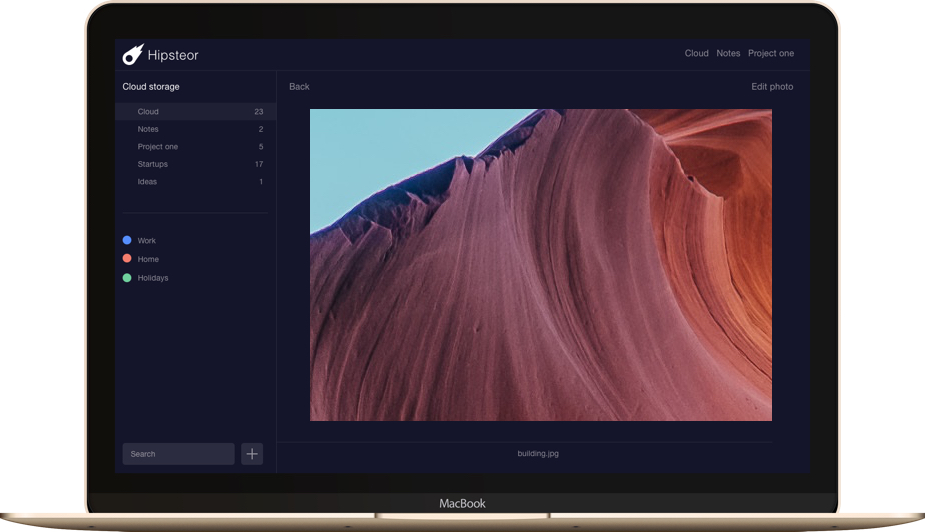 Hipsteor
Cloud Notes Project one
Cloud storage
Back
Edit photo
Cloud 23
Notes 2
Project one 5
Startups 17
Ideas 1
Work
Home
Holidays
Search
building.jpg
MacBook